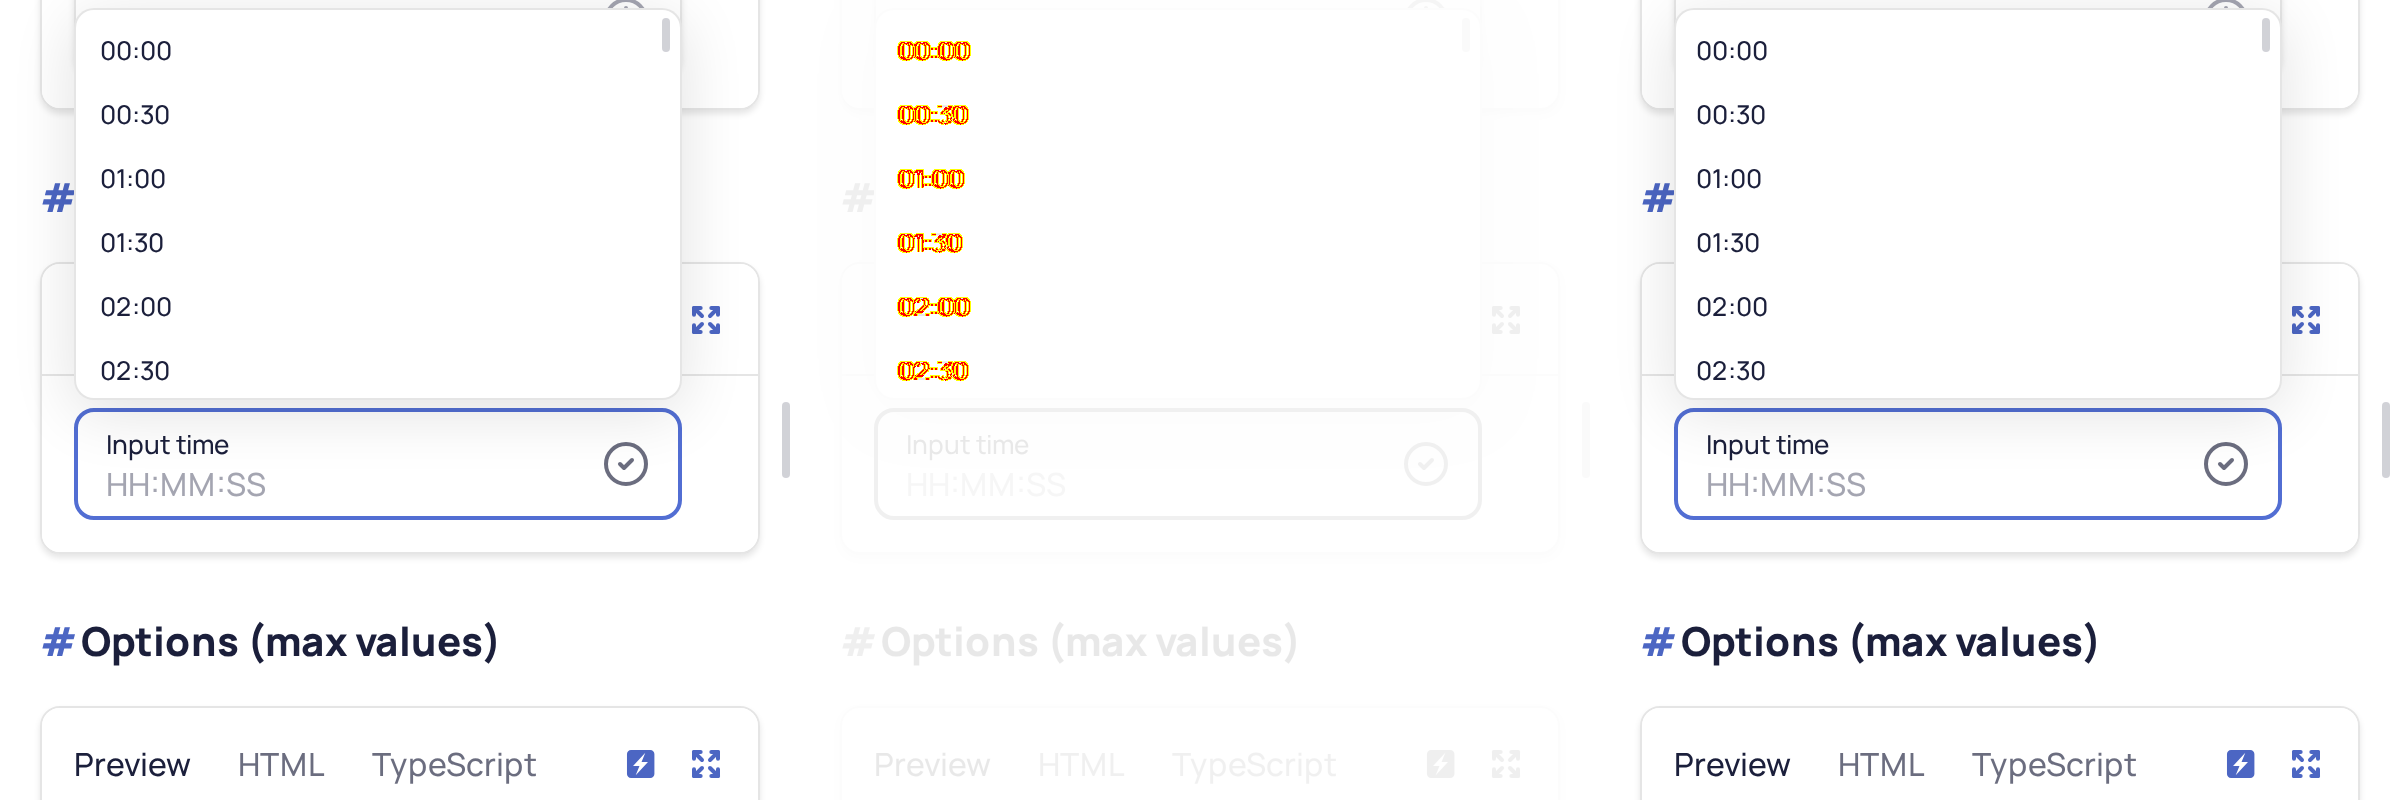 00:00
00:30
01:00
01:30
02:00
02:30
Input time
HH:MM:SS
# Options (max values)
Preview HTML TypeScript
00:00
00:30
01:00
01:30
02:00
02:30
Input time
HH:MM:SS
# Options (max values)
Preview HTML TypeScript
00:00
00:30
01:00
01:30
02:00
02:30
Input time
HH:MM:SS
# Options (max values)
Preview HTML TypeScript